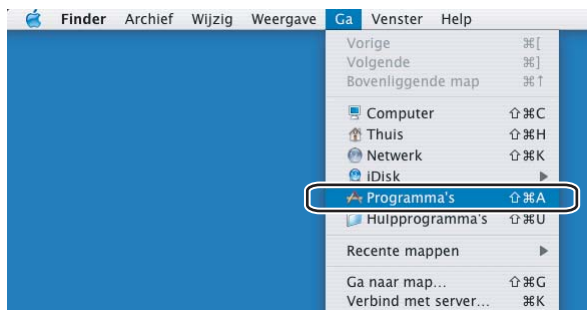 Finder Archief Wijzig Weergave Ga Venster Help
Vorige ⌘[
Volgende ⌘]
Bovenliggende map ⌘↑
Computer ⇧⌘C
Thuis ⇧⌘H
Netwerk ⇧⌘K
iDisk ▶
Programma's ⇧⌘A
Hulpprogramma's ⇧⌘U
Recente mappen ▶
Ga naar map... ⇧⌘G
Verbind met server... ⌘K